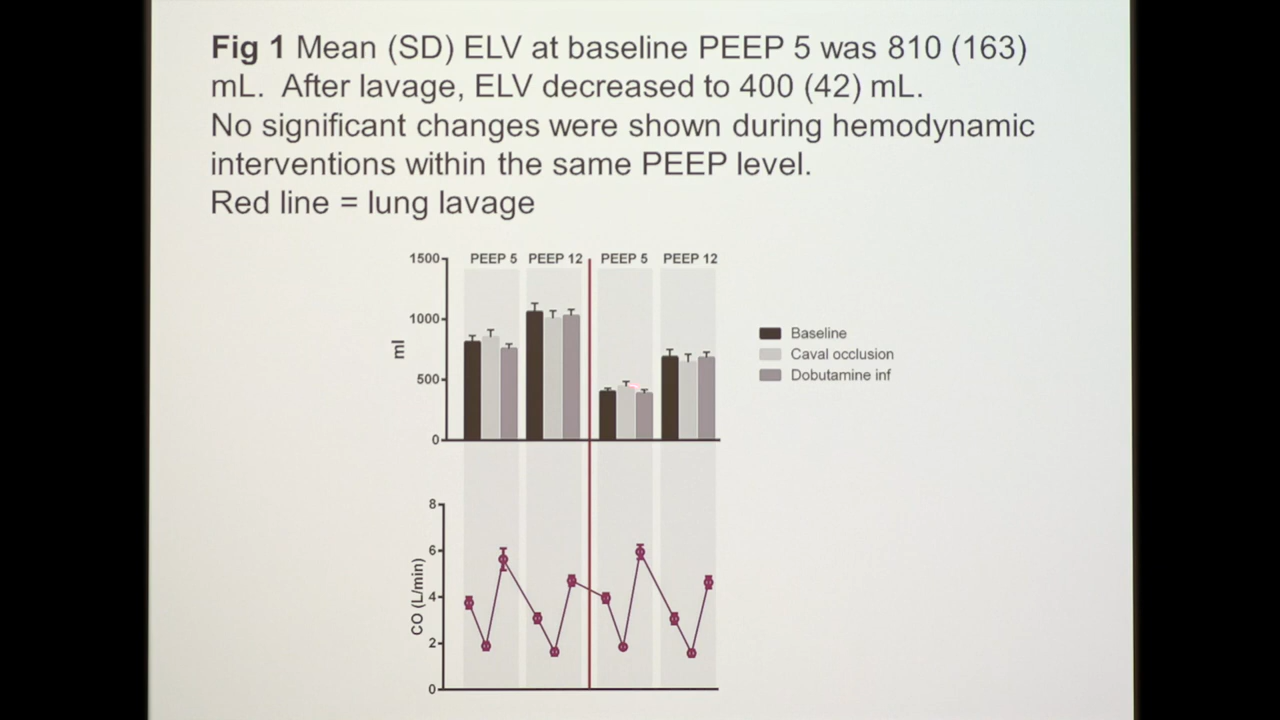 Fig 1 Mean (SD) ELV at baseline PEEP 5 was 810 (163)
mL.  After lavage, ELV decreased to 400 (42) mL.
No significant changes were shown during hemodynamic
interventions within the same PEEP level.
Red line = lung lavage
PEEP 5 PEEP 12 PEEP 5 PEEP 12
1500
1000
500
0
ml
Baseline
Caval occlusion
Dobutamine inf
8
6
4
2
0
CO (L/min)